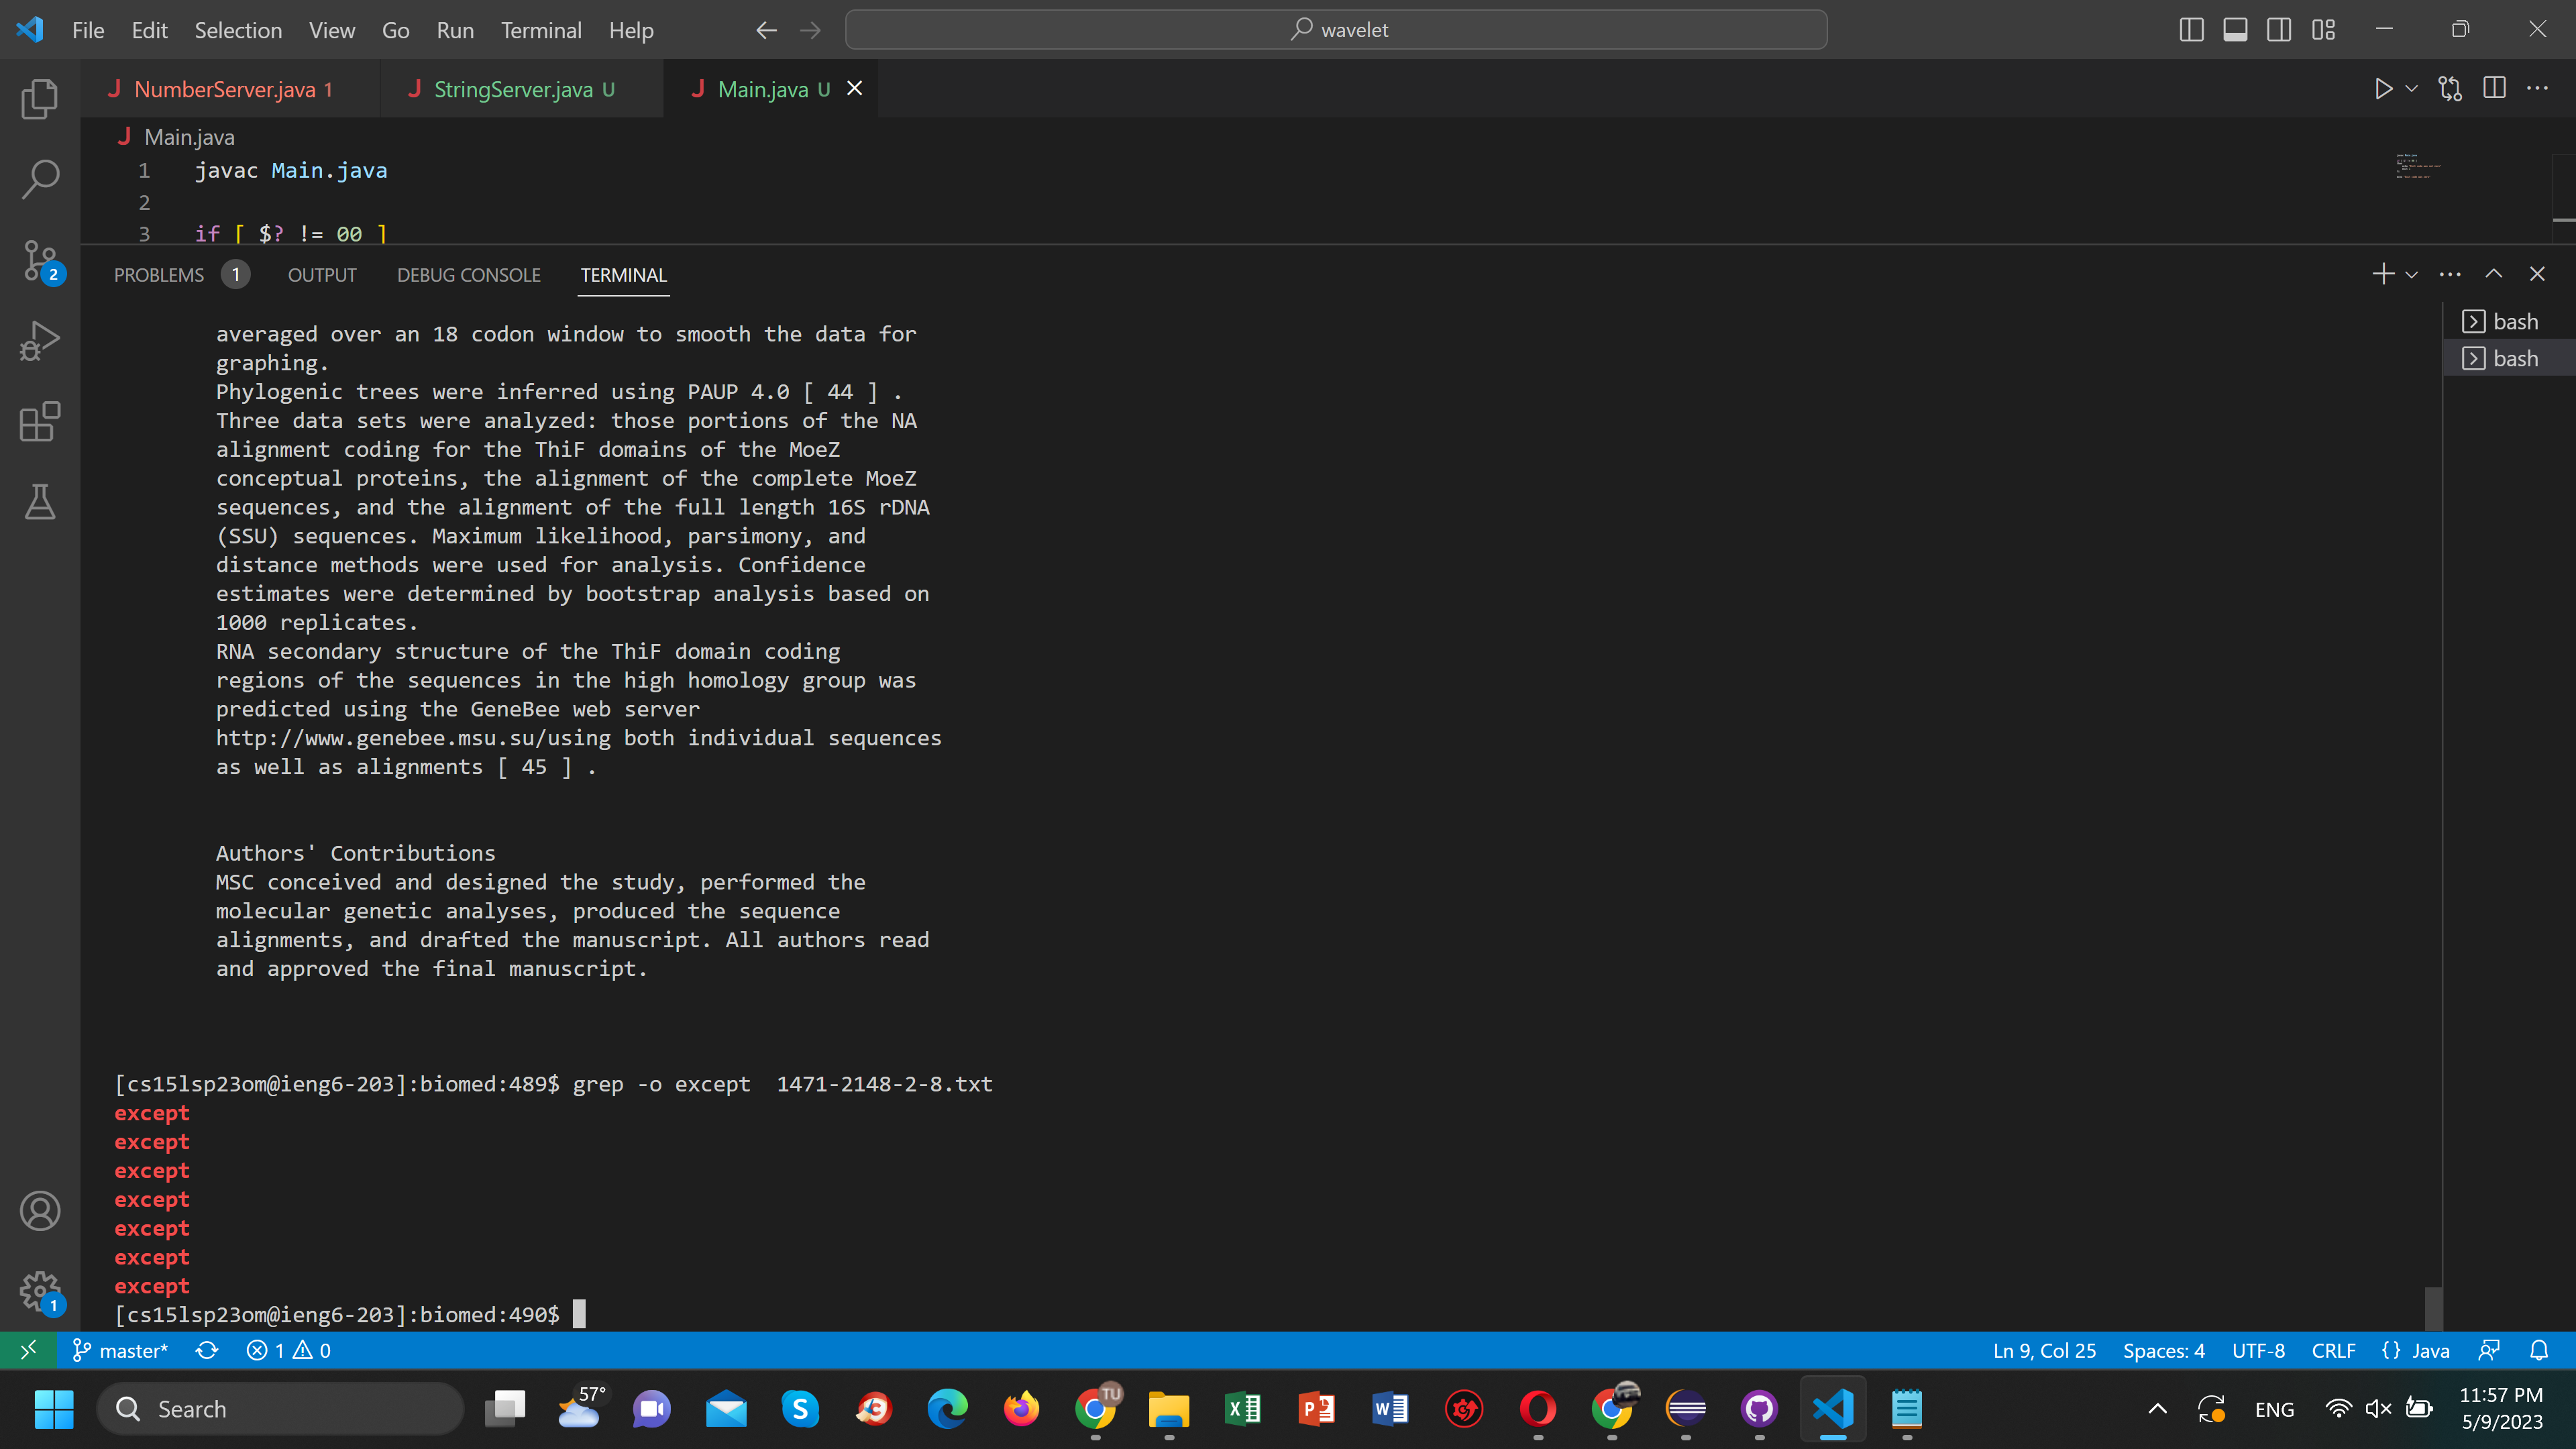 File Edit Selection View Go Run Terminal Help
wavelet
NumberServer.java 1
StringServer.java U
Main.java U
Main.java
1 javac Main.java
2
3 if [ $? != 00 ]
PROBLEMS 1 OUTPUT DEBUG CONSOLE TERMINAL
bash
bash
averaged over an 18 codon window to smooth the data for
graphing.
Phylogenic trees were inferred using PAUP 4.0 [ 44 ] .
Three data sets were analyzed: those portions of the NA
alignment coding for the ThiF domains of the MoeZ
conceptual proteins, the alignment of the complete MoeZ
sequences, and the alignment of the full length 16S rDNA
(SSU) sequences. Maximum likelihood, parsimony, and
distance methods were used for analysis. Confidence
estimates were determined by bootstrap analysis based on
1000 replicates.
RNA secondary structure of the ThiF domain coding
regions of the sequences in the high homology group was
predicted using the GeneBee web server
http://www.genebee.msu.su/using both individual sequences
as well as alignments [ 45 ] .
Authors' Contributions
MSC conceived and designed the study, performed the
molecular genetic analyses, produced the sequence
alignments, and drafted the manuscript. All authors read
and approved the final manuscript.
[cs15lsp23om@ieng6-203]:biomed:489$ grep -o except  1471-2148-2-8.txt
except
except
except
except
except
except
except
[cs15lsp23om@ieng6-203]:biomed:490$
2
1
master* 1 0
Ln 9, Col 25 Spaces: 4 UTF-8 CRLF {} Java
Search
57°
TU
ENG
11:57 PM
5/9/2023